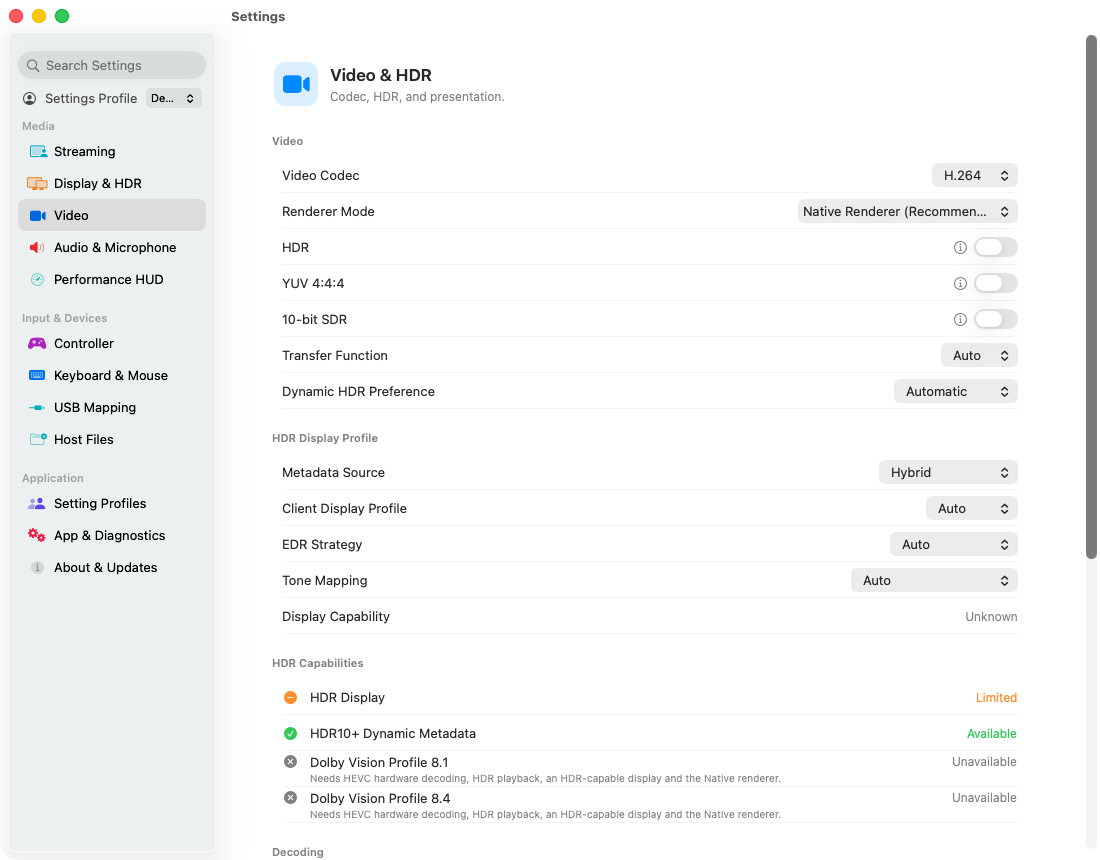 Settings
Search Settings
Settings Profile De...
Media
Streaming
Display & HDR
Video
Audio & Microphone
Performance HUD
Input & Devices
Controller
Keyboard & Mouse
USB Mapping
Host Files
Application
Setting Profiles
App & Diagnostics
About & Updates
Video & HDR
Codec, HDR, and presentation.
Video
Video Codec H.264
Renderer Mode Native Renderer (Recommen...
HDR
YUV 4:4:4
10-bit SDR
Transfer Function Auto
Dynamic HDR Preference Automatic
HDR Display Profile
Metadata Source Hybrid
Client Display Profile Auto
EDR Strategy Auto
Tone Mapping Auto
Display Capability Unknown
HDR Capabilities
HDR Display Limited
HDR10+ Dynamic Metadata Available
Dolby Vision Profile 8.1 Unavailable
Needs HEVC hardware decoding, HDR playback, an HDR-capable display and the Native renderer.
Dolby Vision Profile 8.4 Unavailable
Needs HEVC hardware decoding, HDR playback, an HDR-capable display and the Native renderer.
Decoding